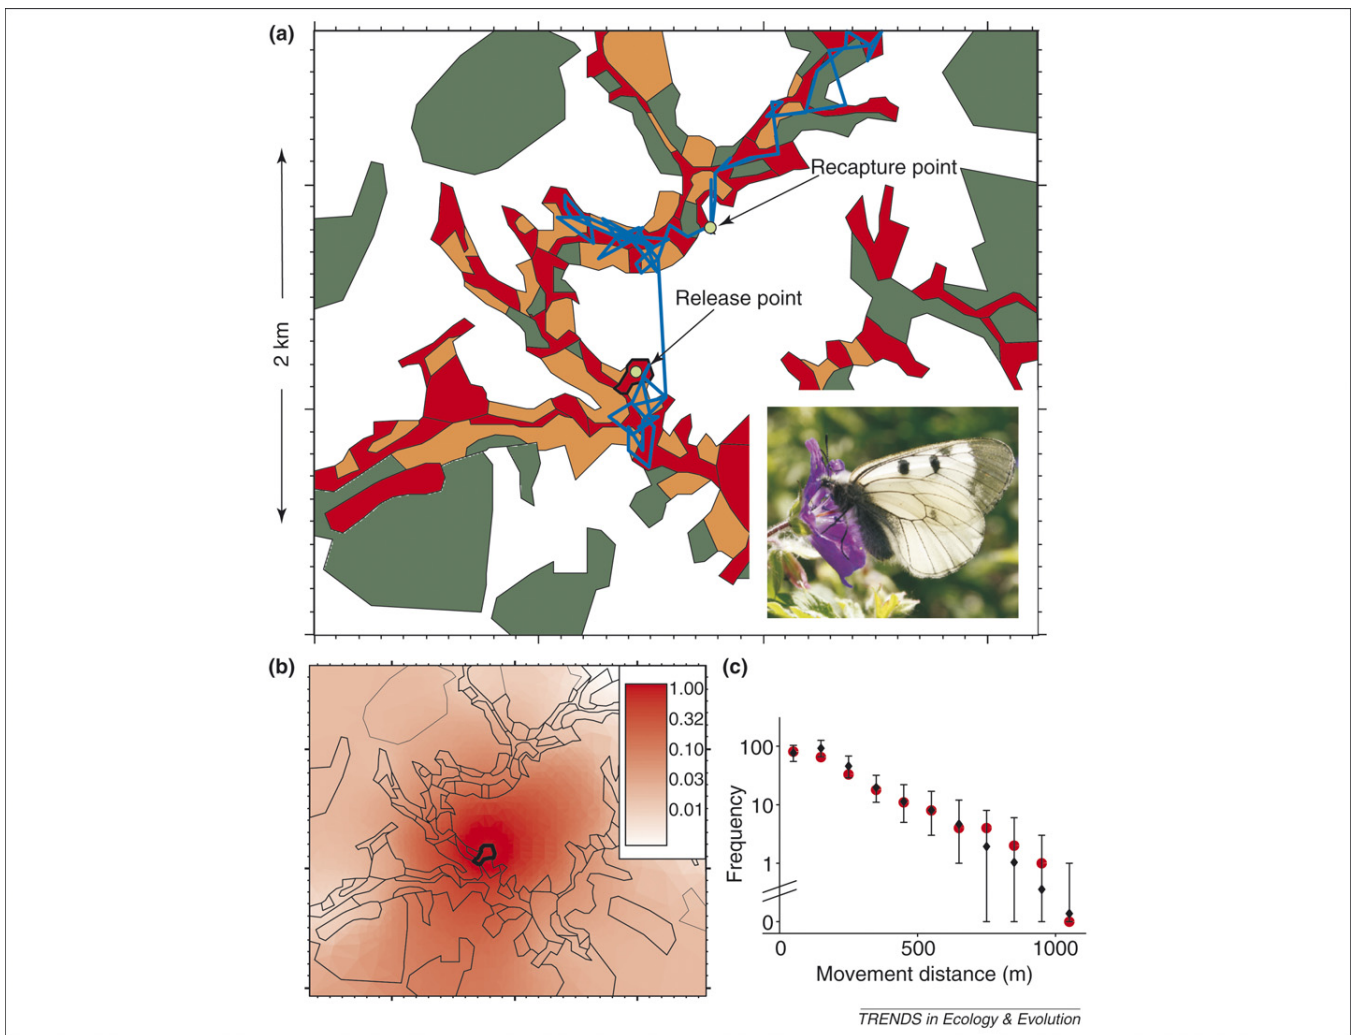 (a)
Recapture point
Release point
2 km
(b)
1.00
0.32
0.10
0.03
0.01
(c)
Frequency
100
10
1
0
0 500 1000
Movement distance (m)
TRENDS in Ecology & Evolution